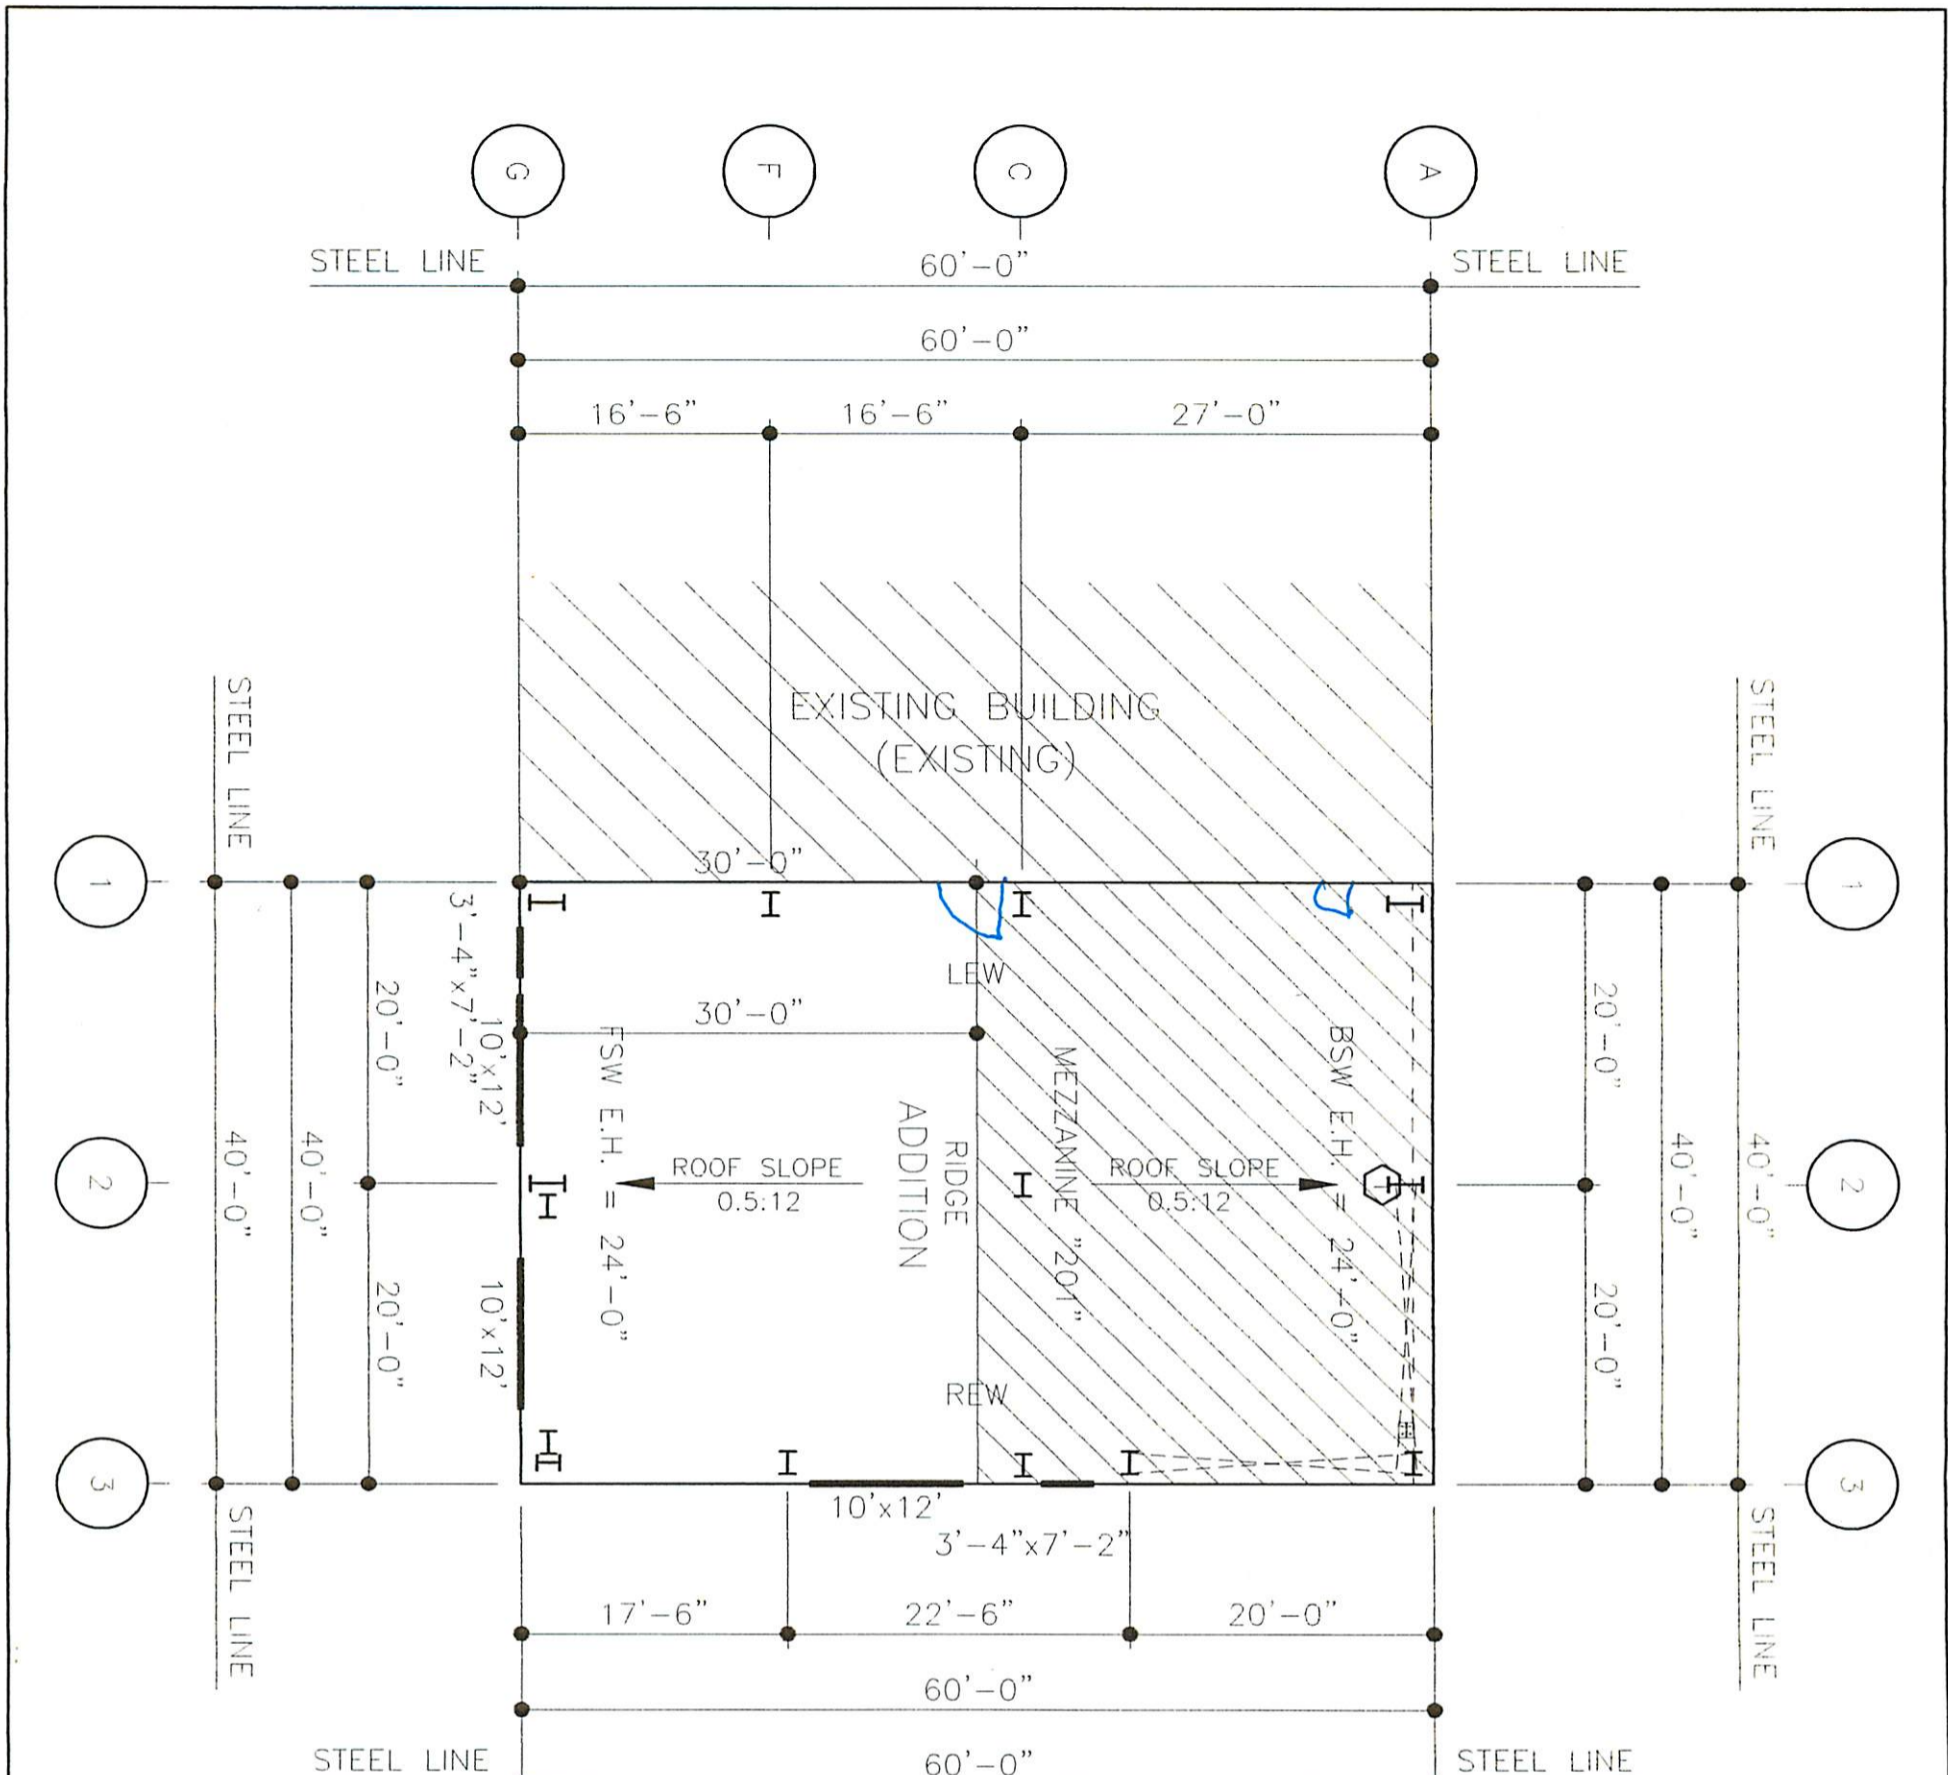 G
F
C
A
STEEL LINE
60'-0"
STEEL LINE
60'-0"
16'-6"
16'-6"
27'-0"
EXISTING BUILDING
(EXISTING)
STEEL LINE
STEEL LINE
1
30'-0"
1
3'-4"x7'-2"
LEW
20'-0"
10'x12'
30'-0"
20'-0"
FSW E.H. = 24'-0"
MEZZANINE "201"
BSW E.H. = 24'-0"
ADDITION
RIDGE
2
40'-0"
40'-0"
ROOF SLOPE
0.5:12
ROOF SLOPE
0.5:12
40'-0"
40'-0"
2
20'-0"
10'x12'
20'-0"
REW
3
3
10'x12'
3'-4"x7'-2"
STEEL LINE
STEEL LINE
17'-6"
22'-6"
20'-0"
60'-0"
STEEL LINE
60'-0"
STEEL LINE